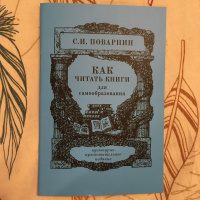 С.И. ПОВАРНИН
КАК
ЧИТАТЬ КНИГИ
для
самообразования